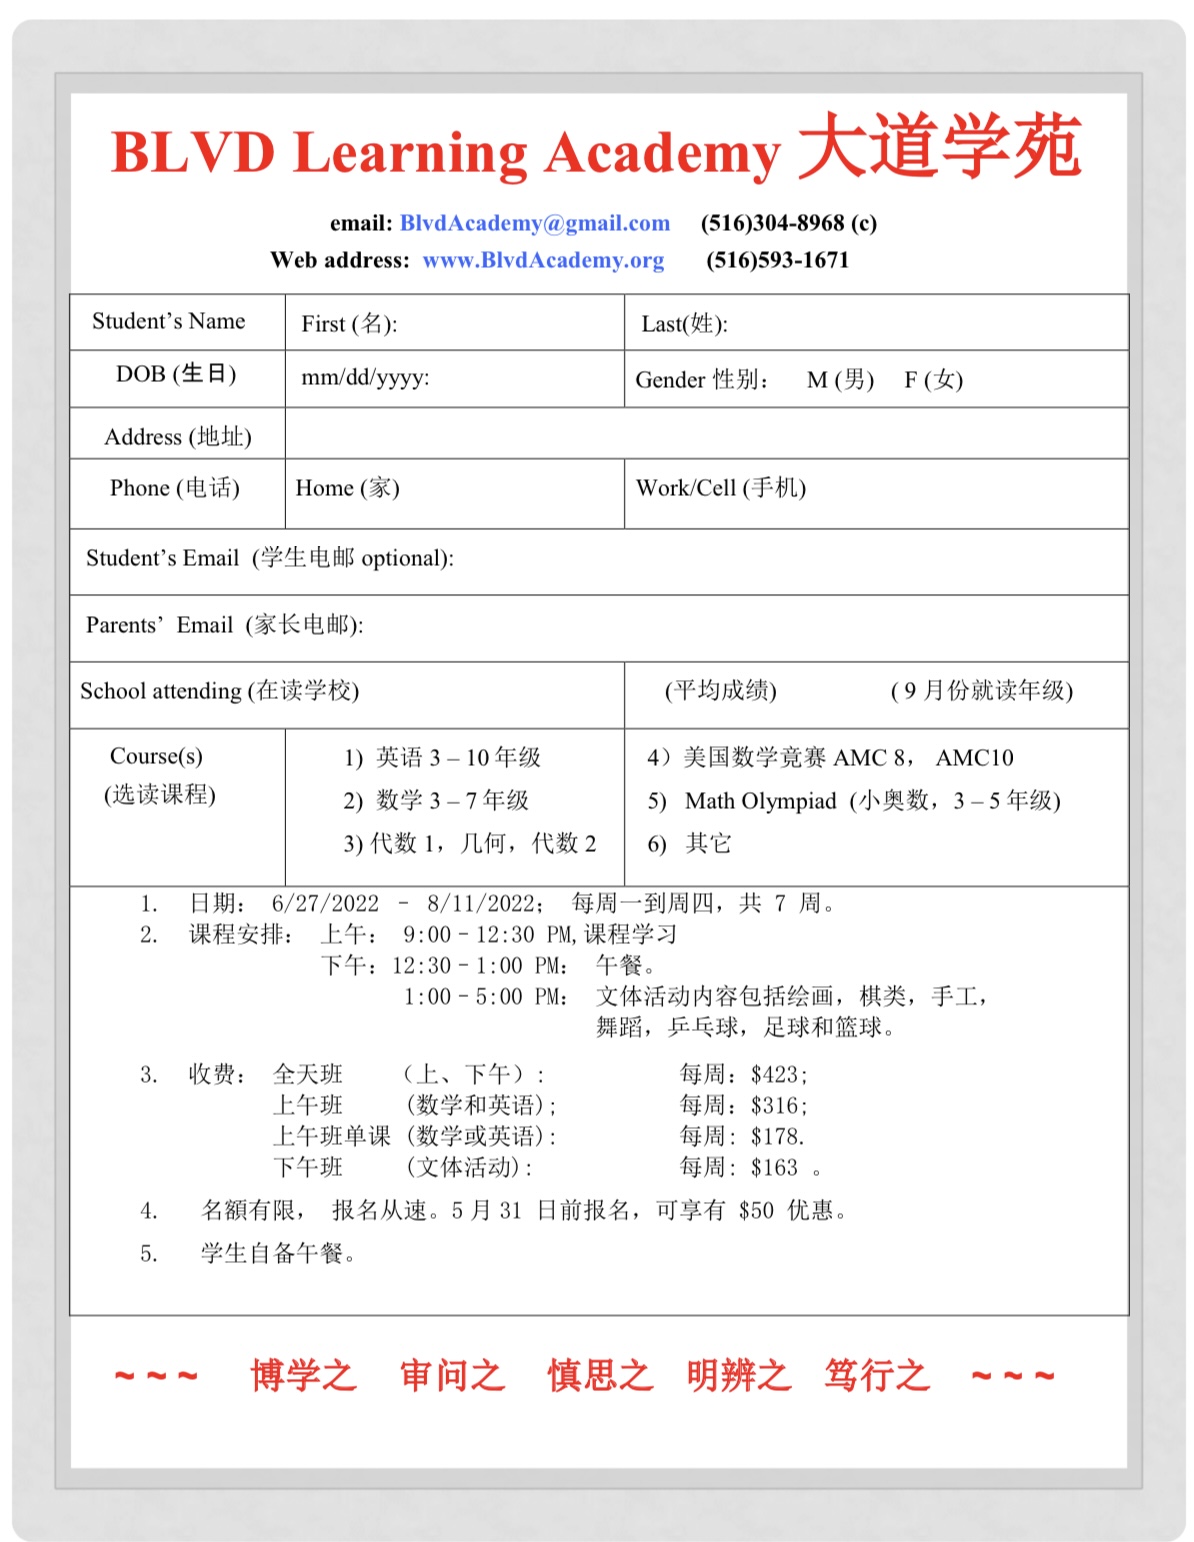 BLVD Learning Academy 大道学苑
email: BlvdAcademy@gmail.com (516)304-8968 (c)
Web address: www.BlvdAcademy.org (516)593-1671
Student’s Name First (名): Last(姓):
DOB (生日) mm/dd/yyyy: Gender 性别： M (男) F (女)
Address (地址)
Phone (电话) Home (家) Work/Cell (手机)
Student’s Email (学生电邮 optional):
Parents’ Email (家长电邮):
School attending (在读学校) (平均成绩) ( 9 月份就读年级)
Course(s) 1) 英语 3 – 10 年级 4）美国数学竟赛 AMC 8， AMC10
(选读课程) 2) 数学 3 – 7 年级 5) Math Olympiad (小奥数，3 – 5 年级)
3) 代数 1，几何，代数 2 6) 其它
1. 日期： 6/27/2022 – 8/11/2022； 每周一到周四，共 7 周。
2. 课程安排： 上午： 9:00–12:30 PM,课程学习
下午：12:30–1:00 PM： 午餐。
1:00–5:00 PM： 文体活动内容包括绘画，棋类，手工，
舞蹈，乒乓球，足球和篮球。
3. 收费： 全天班 （上、下午）: 每周：$423;
上午班 (数学和英语); 每周：$316;
上午班单课 (数学或英语): 每周: $178.
下午班 (文体活动): 每周: $163 。
4. 名額有限， 报名从速。5 月 31 日前报名，可享有 $50 优惠。
5. 学生自备午餐。
~ ~ ~ 博学之 审问之 慎思之 明辨之 笃行之 ~ ~ ~